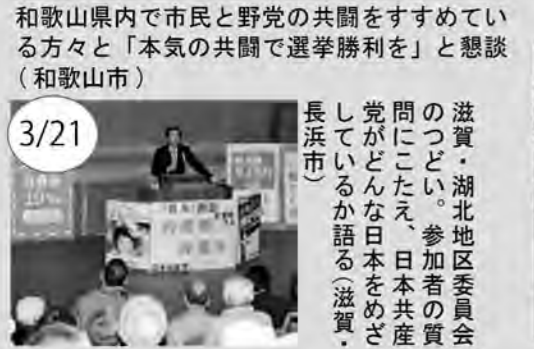 和歌山県内で市民と野党の共闘をすすめてい
る方々と「本気の共闘で選挙勝利を」と懇談
（和歌山市）
3/21
滋賀・湖北地区委員会
のつどい。参加者の質
問にこたえ、日本共産
党がどんな日本をめざ
しているか語る（滋賀・
長浜市）